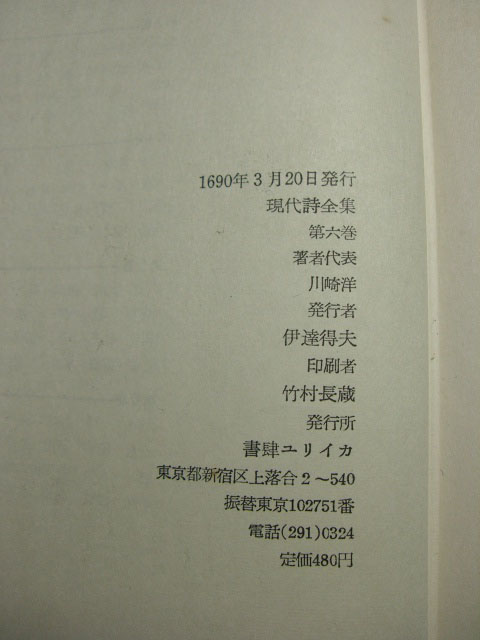 1690年3月20日発行
現代詩全集
第六巻
著者代表
川崎洋
発行者
伊達得夫
印刷者
竹村長蔵
発行所
書肆ユリイカ
東京都新宿区上落合2〜540
振替東京102751番
電話(291)0324
定価480円